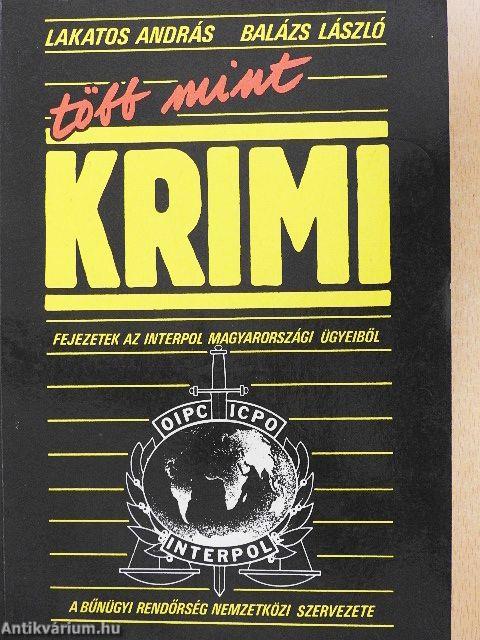 LAKATOS ANDRÁS BALÁZS LÁSZLÓ
több mint
KRIMI
FEJEZETEK AZ INTERPOL MAGYARORSZÁGI ÜGYEIBŐL
OIPC ICPO
INTERPOL
A BŰNÜGYI RENDŐRSÉG NEMZETKÖZI SZERVEZETE
Antikvárium.hu